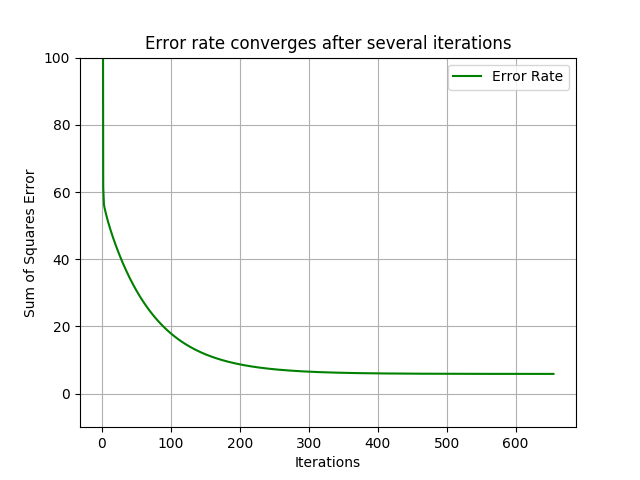 Error rate converges after several iterations
Error Rate
Sum of Squares Error
100
80
60
40
20
0
0 100 200 300 400 500 600
Iterations